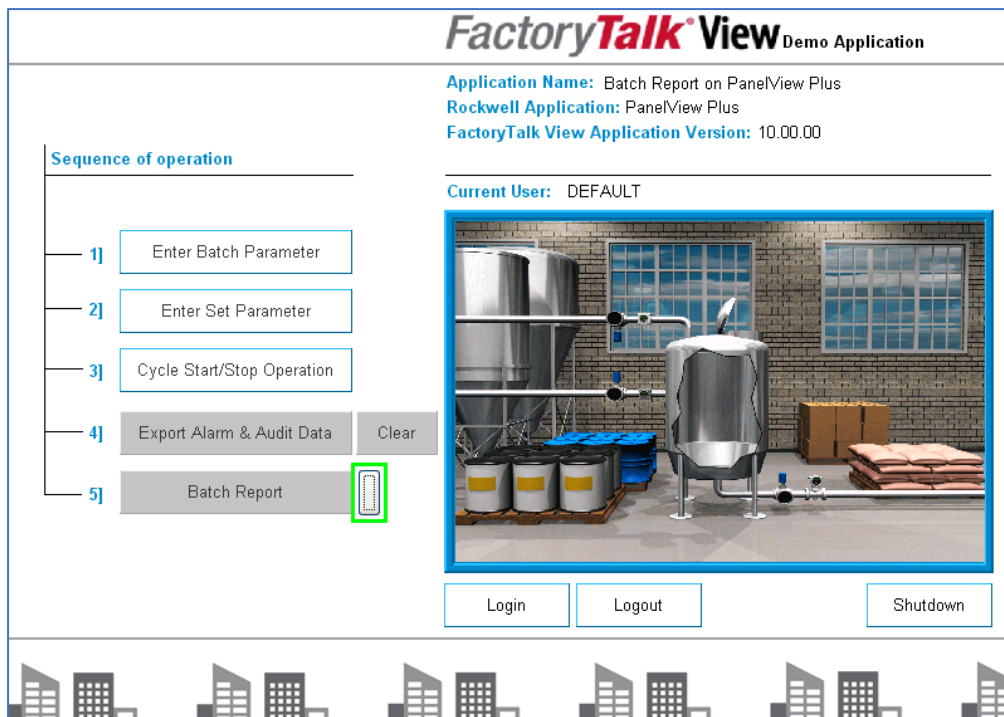 FactoryTalk View Demo Application
Application Name: Batch Report on PanelView Plus
Rockwell Application: PanelView Plus
FactoryTalk View Application Version: 10.00.00
Sequence of operation
Current User: DEFAULT
1] Enter Batch Parameter
2] Enter Set Parameter
3] Cycle Start/Stop Operation
4] Export Alarm & Audit Data Clear
5] Batch Report
Login Logout Shutdown